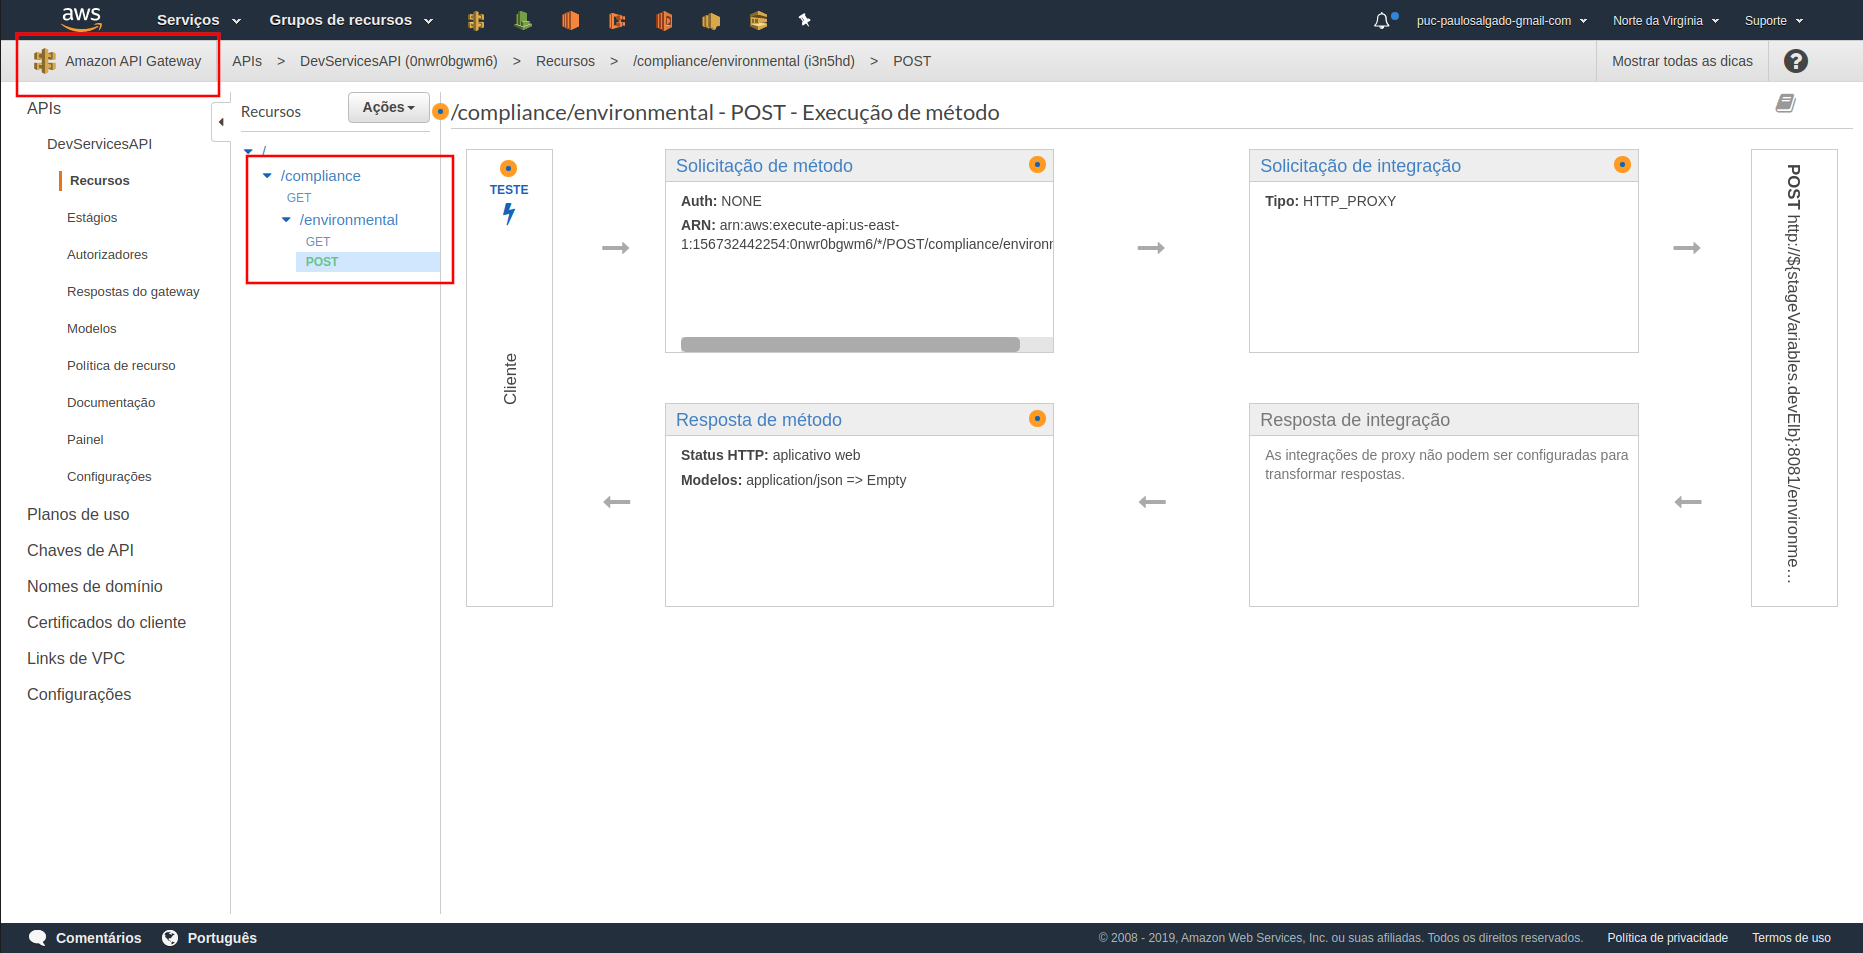 aws
Serviços
Grupos de recursos
puc-paulosalgado-gmail-com
Norte da Virgínia
Suporte
Amazon API Gateway
APIs > DevServicesAPI (0nwr0bgwm6) > Recursos > /compliance/environmental (i3n5hd) > POST
Mostrar todas as dicas
?
APIs
DevServicesAPI
Recursos
Estágios
Autorizadores
Respostas do gateway
Modelos
Política de recurso
Documentação
Painel
Configurações
Planos de uso
Chaves de API
Nomes de domínio
Certificados do cliente
Links de VPC
Configurações
Recursos
Ações
/
/compliance
GET
/environmental
GET
POST
/compliance/environmental - POST - Execução de método
TESTE
Cliente
Solicitação de método
Auth: NONE
ARN: arn:aws:execute-api:us-east-
1:156732442254:0nwr0bgwm6/*/POST/compliance/environ
Solicitação de integração
Tipo: HTTP_PROXY
Resposta de método
Status HTTP: aplicativo web
Modelos: application/json => Empty
Resposta de integração
As integrações de proxy não podem ser configuradas para
transformar respostas.
POST http://${stageVariables.devElb}:8081/environme...
Comentários
Português
© 2008 - 2019, Amazon Web Services, Inc. ou suas afiliadas. Todos os direitos reservados.
Política de privacidade
Termos de uso